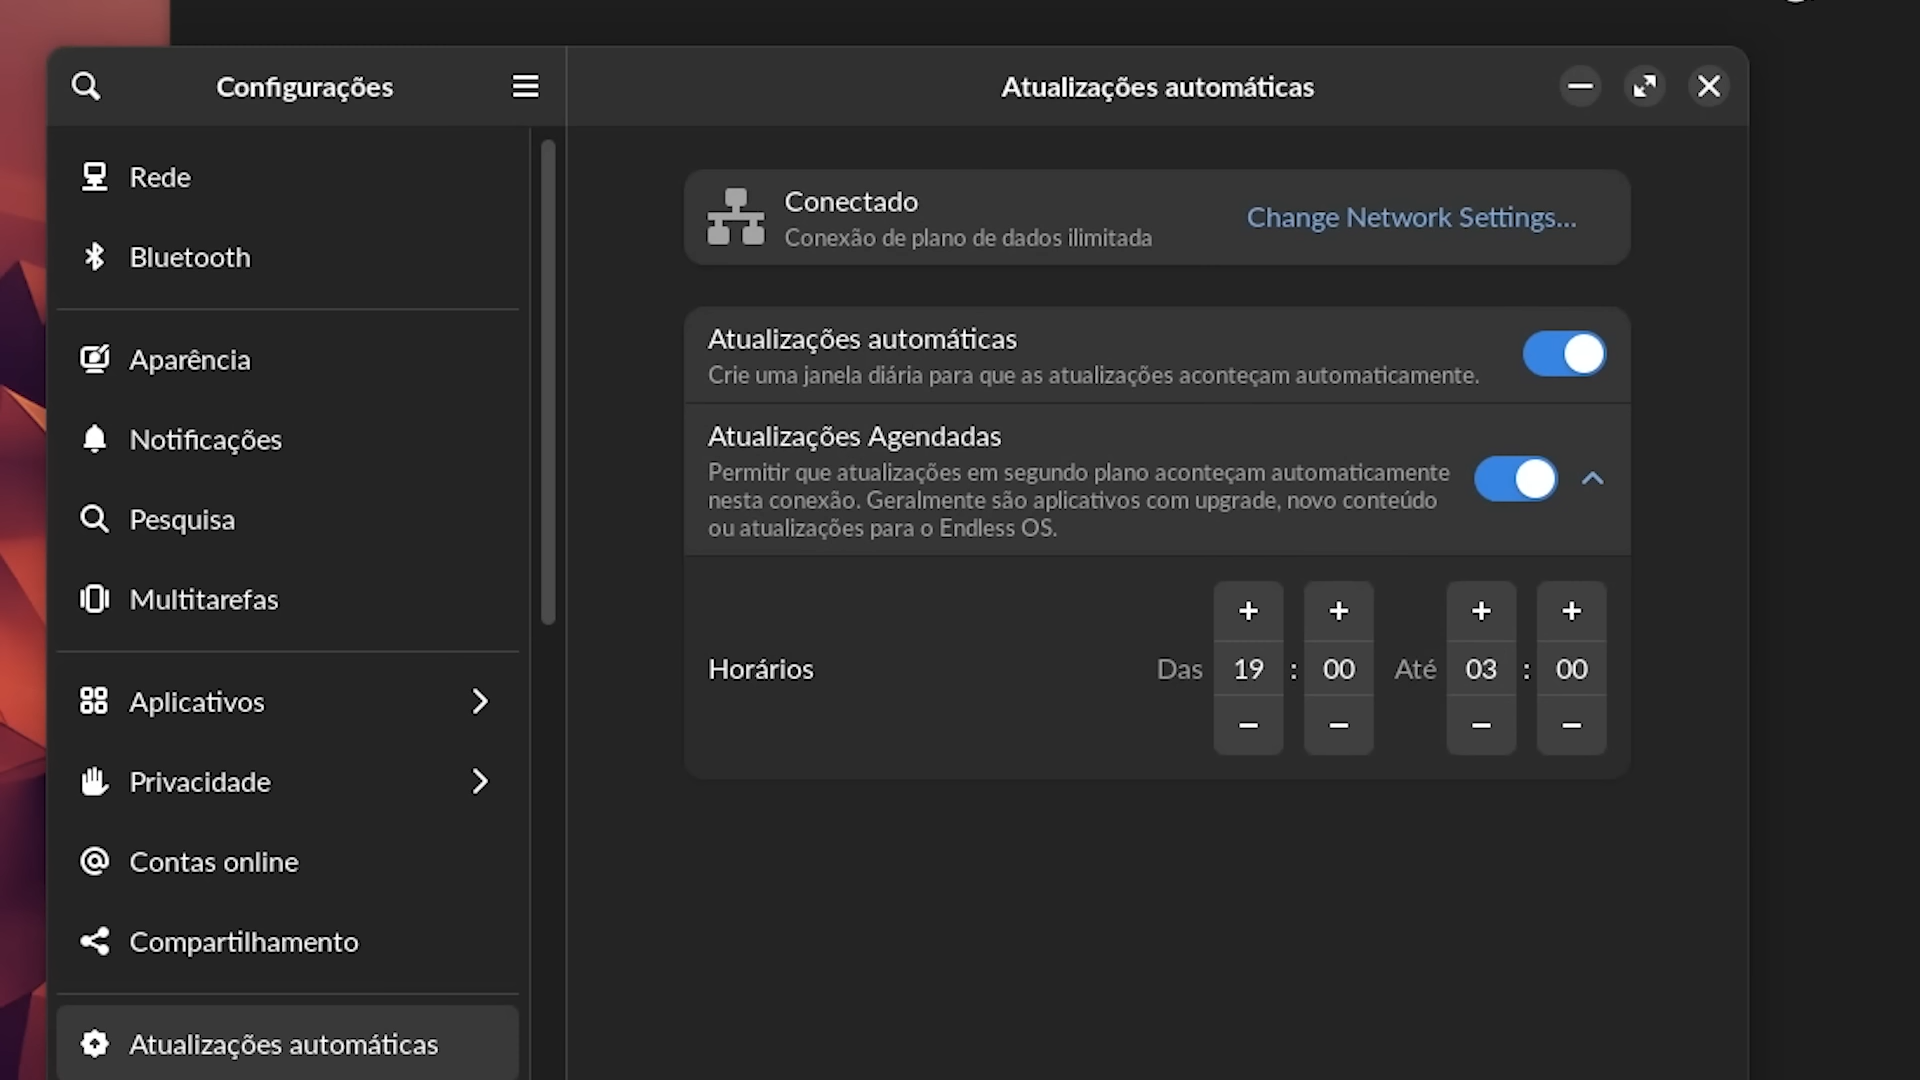 Configurações
Rede
Bluetooth
Aparência
Notificações
Pesquisa
Multitarefas
Aplicativos
Privacidade
Contas online
Compartilhamento
Atualizações automáticas
Atualizações automáticas
Conectado
Conexão de plano de dados ilimitada
Change Network Settings...
Atualizações automáticas
Crie uma janela diária para que as atualizações aconteçam automaticamente.
Atualizações Agendadas
Permitir que atualizações em segundo plano aconteçam automaticamente
nesta conexão. Geralmente são aplicativos com upgrade, novo conteúdo
ou atualizações para o Endless OS.
+ + + +
Horários Das 19 : 00 Até 03 : 00
− − − −